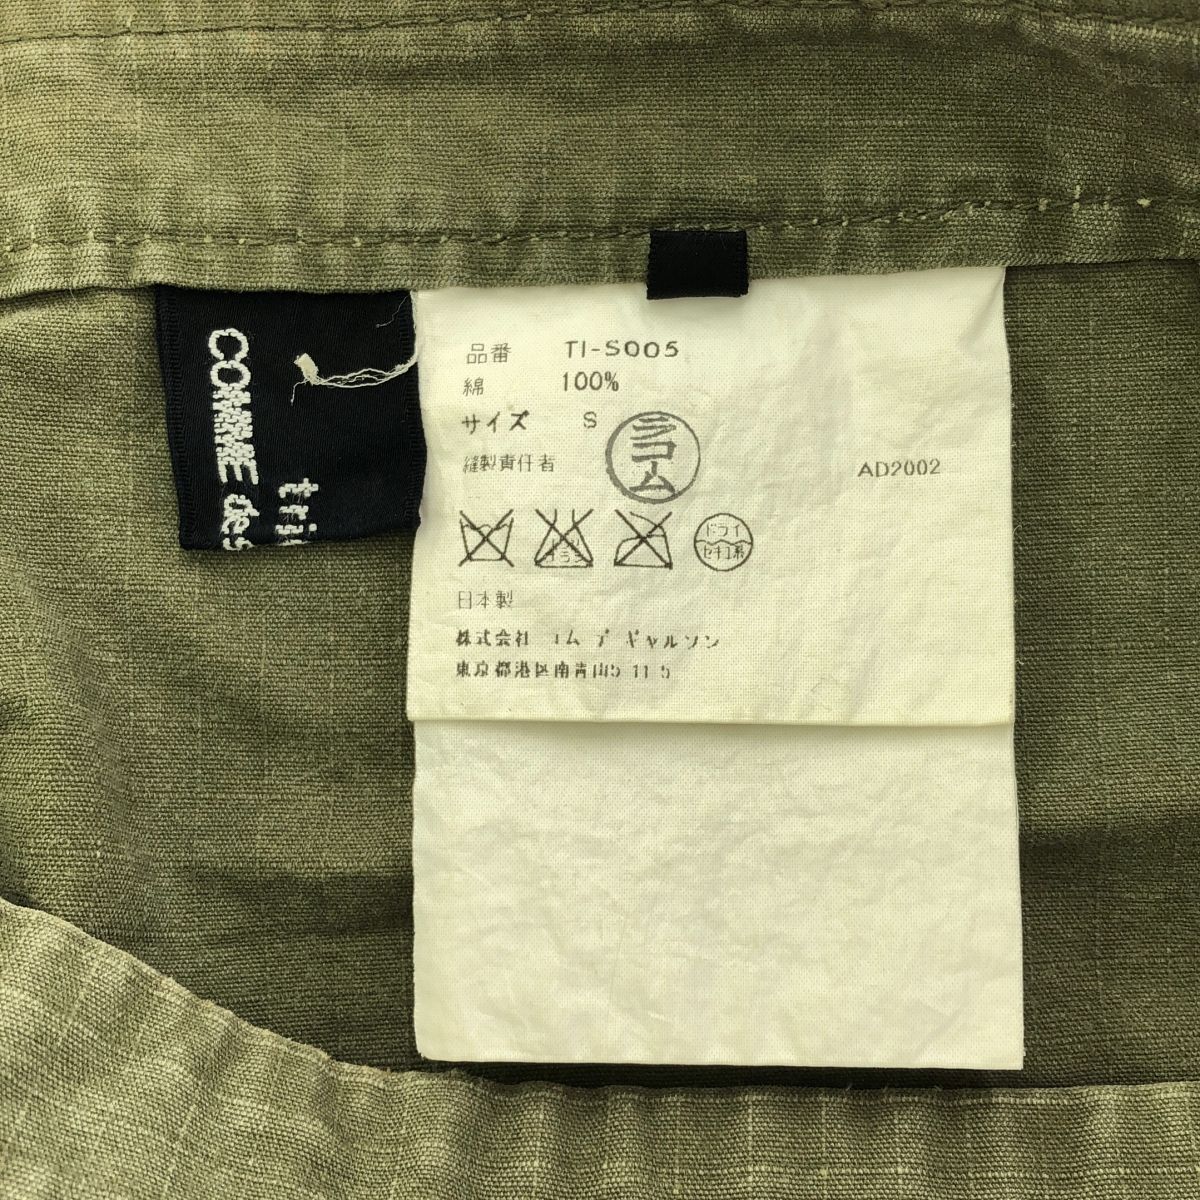 COMME de
品番 TI-S005
綿 100%
サイズ S
縫製責任者 ラコーム AD2002
ドライ
セキユ系
日本製
株式会社 コム デ ギャルソン
東京都港区南青山5 11 5